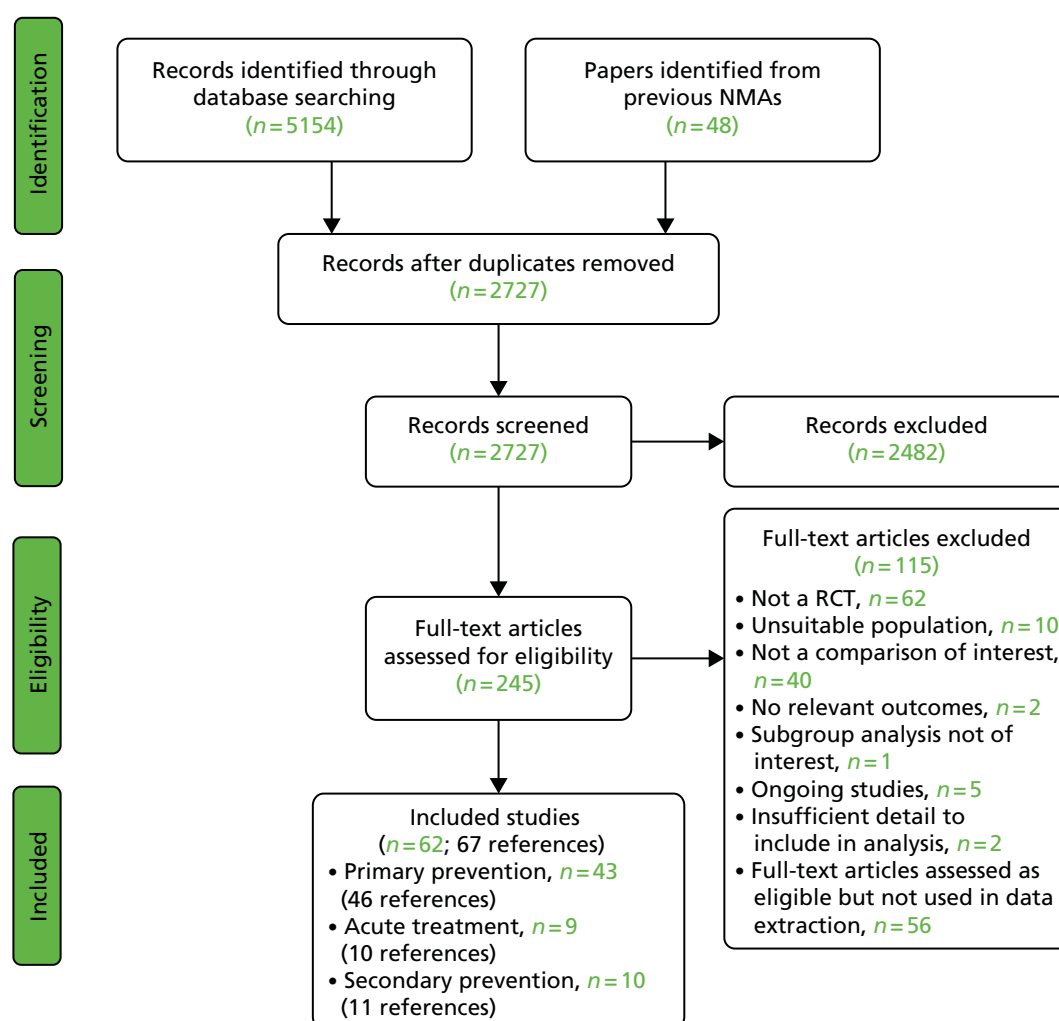 Identification
Records identified through
database searching
(n=5154)
Papers identified from
previous NMAs
(n=48)
Records after duplicates removed
(n=2727)
Screening
Records screened
(n=2727)
Records excluded
(n=2482)
Eligibility
Full-text articles
assessed for eligibility
(n=245)
Full-text articles excluded
(n=115)
• Not a RCT, n=62
• Unsuitable population, n=10
• Not a comparison of interest,
n=40
• No relevant outcomes, n=2
• Subgroup analysis not of
interest, n=1
• Ongoing studies, n=5
• Insufficient detail to
include in analysis, n=2
• Full-text articles assessed as
eligible but not used in data
extraction, n=56
Included
Included studies
(n=62; 67 references)
• Primary prevention, n=43
(46 references)
• Acute treatment, n=9
(10 references)
• Secondary prevention, n=10
(11 references)